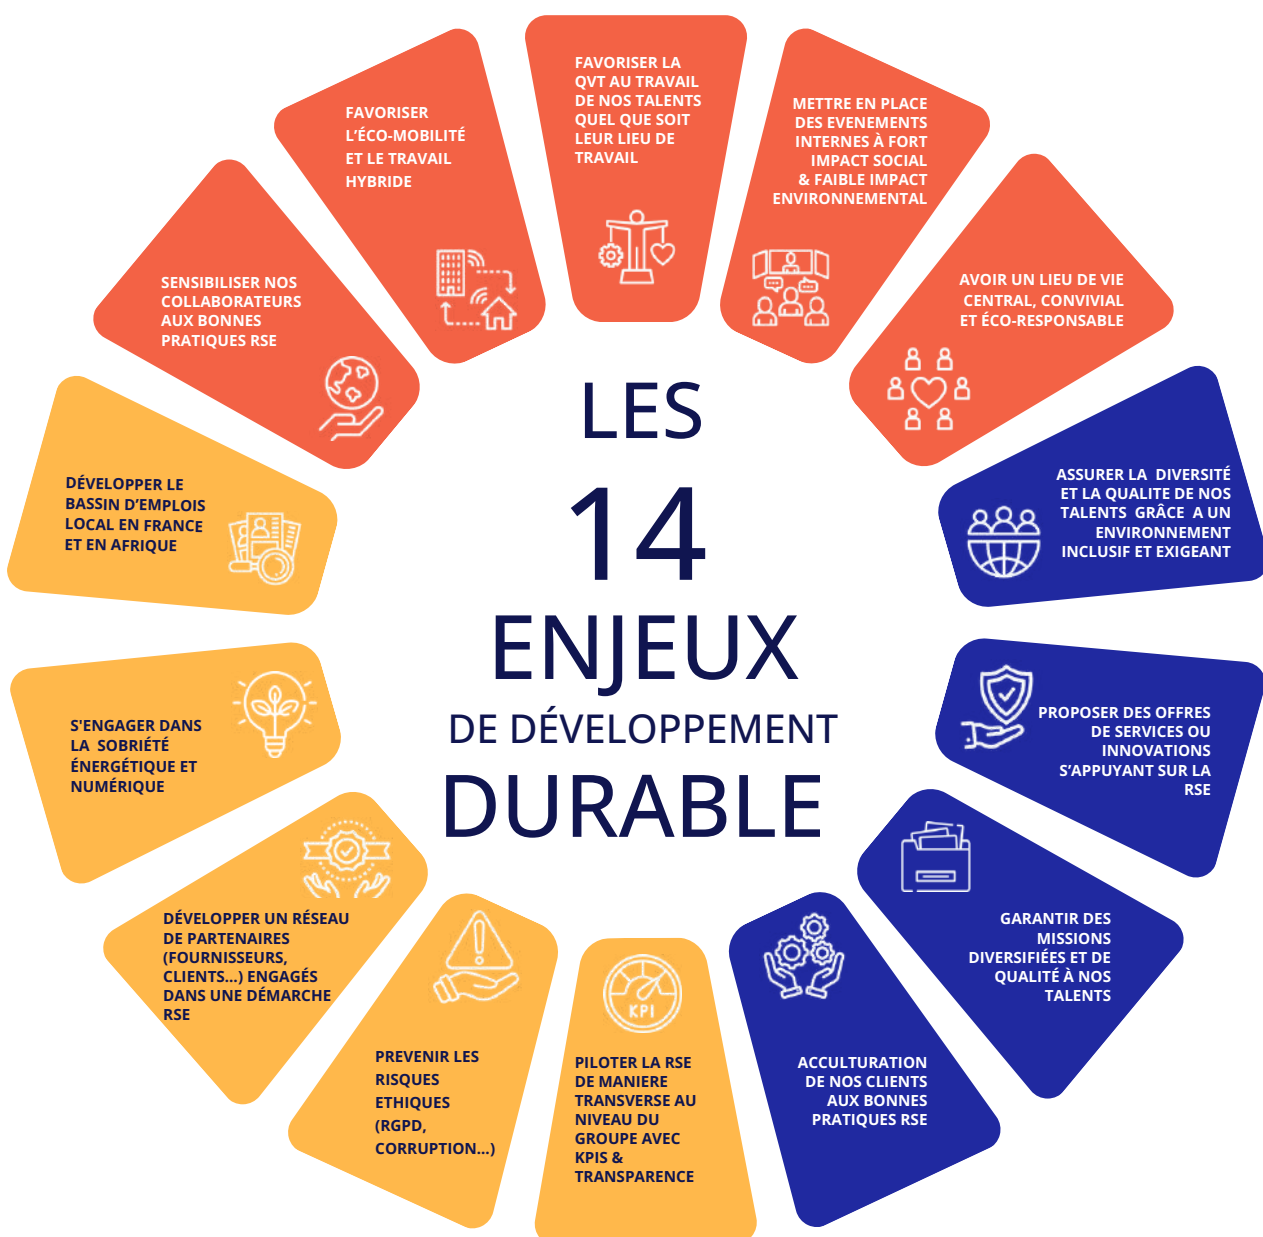 FAVORISER LA
QVT AU TRAVAIL
DE NOS TALENTS
QUEL QUE SOIT
LEUR LIEU DE
TRAVAIL
METTRE EN PLACE
DES EVENEMENTS
INTERNES À FORT
IMPACT SOCIAL
& FAIBLE IMPACT
ENVIRONNEMENTAL
AVOIR UN LIEU DE VIE
CENTRAL, CONVIVIAL
ET ÉCO-RESPONSABLE
ASSURER LA DIVERSITÉ
ET LA QUALITE DE NOS
TALENTS GRÂCE A UN
ENVIRONNEMENT
INCLUSIF ET EXIGEANT
PROPOSER DES OFFRES
DE SERVICES OU
INNOVATIONS
S'APPUYANT SUR LA
RSE
GARANTIR DES
MISSIONS
DIVERSIFIÉES ET DE
QUALITÉ À NOS
TALENTS
ACCULTURATION
DE NOS CLIENTS
AUX BONNES
PRATIQUES RSE
KPI
PILOTER LA RSE
DE MANIERE
TRANSVERSE AU
NIVEAU DU
GROUPE AVEC
KPIS &
TRANSPARENCE
PREVENIR LES
RISQUES
ETHIQUES
(RGPD,
CORRUPTION...)
DÉVELOPPER UN RÉSEAU
DE PARTENAIRES
(FOURNISSEURS,
CLIENTS...) ENGAGÉS
DANS UNE DÉMARCHE
RSE
S'ENGAGER DANS
LA SOBRIÉTÉ
ÉNERGÉTIQUE ET
NUMÉRIQUE
DÉVELOPPER LE
BASSIN D'EMPLOIS
LOCAL EN FRANCE
ET EN AFRIQUE
SENSIBILISER NOS
COLLABORATEURS
AUX BONNES
PRATIQUES RSE
FAVORISER
L'ÉCO-MOBILITÉ
ET LE TRAVAIL
HYBRIDE
LES
14
ENJEUX
DE DÉVELOPPEMENT
DURABLE